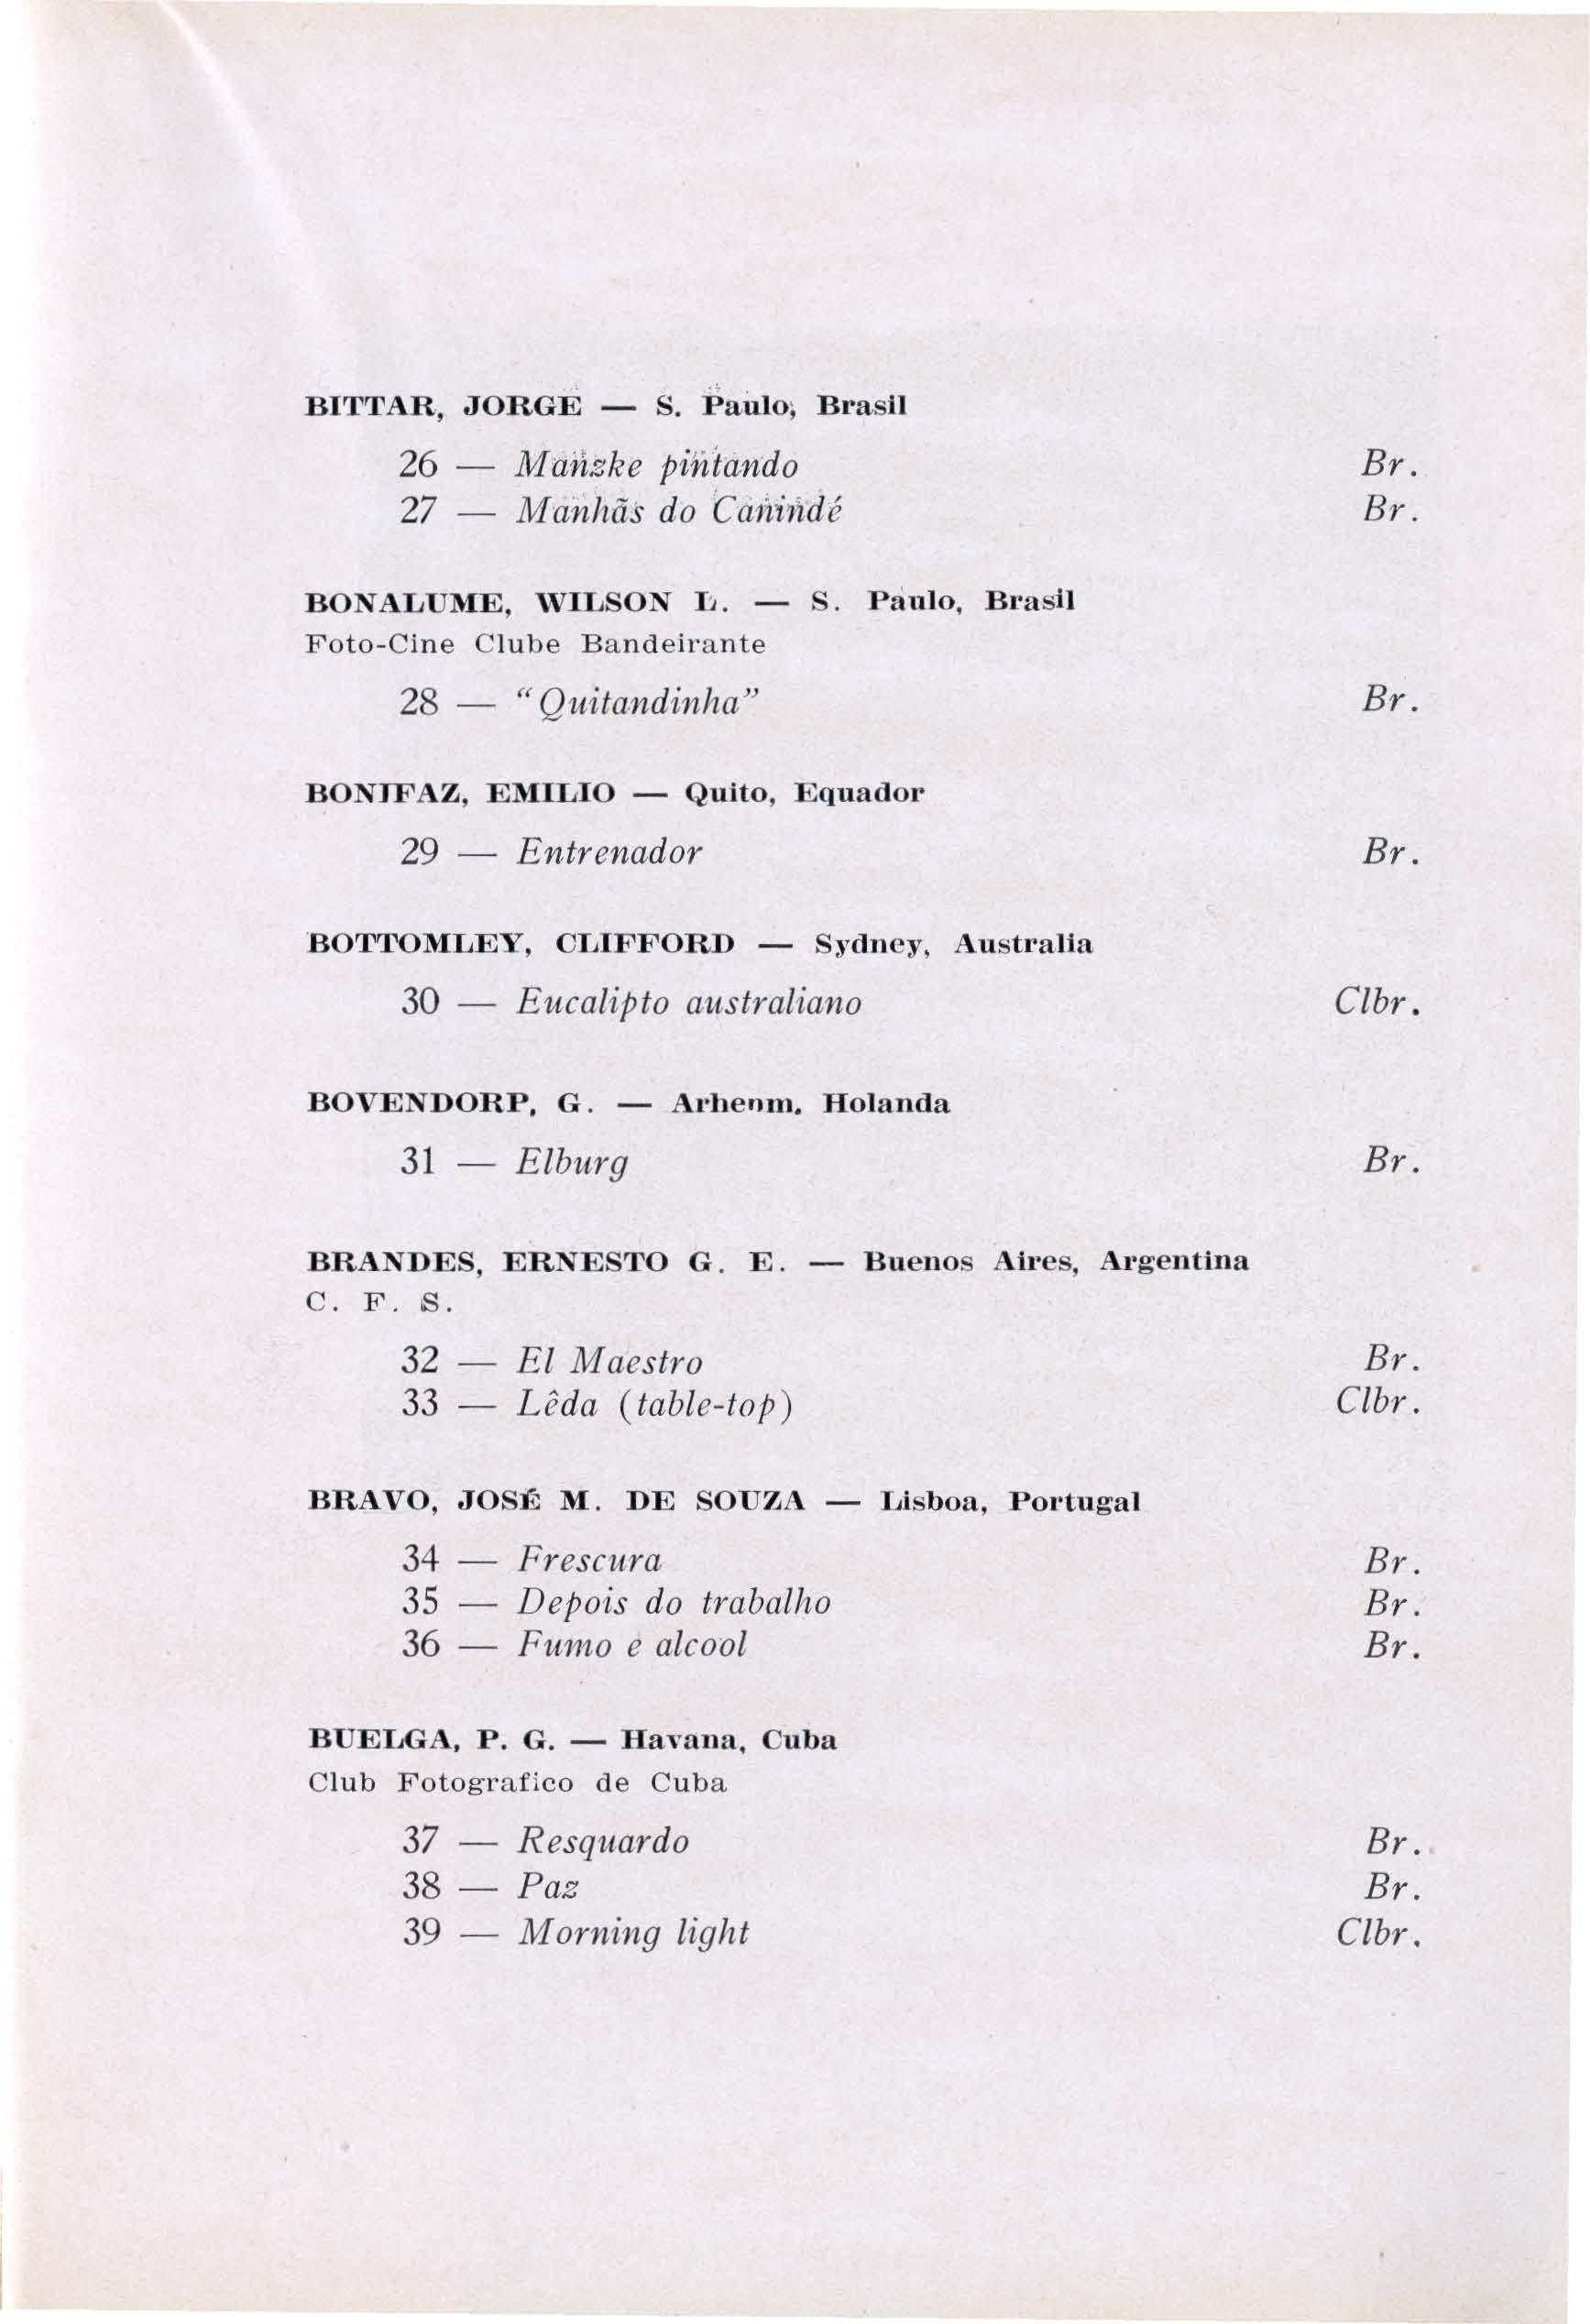 BITTAR, JORGE — S. Paulo, Brasil
26 — Manske pintando Br.
27 — Manhãs do Canindé Br.
BONALUME, WILSON L. — S. Paulo, Brasil
Foto-Cine Clube Bandeirante
28 — “Quitandinha” Br.
BONIFAZ, EMILIO — Quito, Equador
29 — Entrenador Br.
BOTTOMLEY, CLIFFORD — Sydney, Australia
30 — Eucalipto australiano Clbr.
BOVENDORP, G. — Arhenm, Holanda
31 — Elburg Br.
BRANDES, ERNESTO G. E. — Buenos Aires, Argentina
C. F. S.
32 — El Maestro Br.
33 — Lêda (table-top) Clbr.
BRAVO, JOSÉ M. DE SOUZA — Lisboa, Portugal
34 — Frescura Br.
35 — Depois do trabalho Br.
36 — Fumo e alcool Br.
BUELGA, P. G. — Havana, Cuba
Club Fotografico de Cuba
37 — Resquardo Br.
38 — Paz Br.
39 — Morning light Clbr.